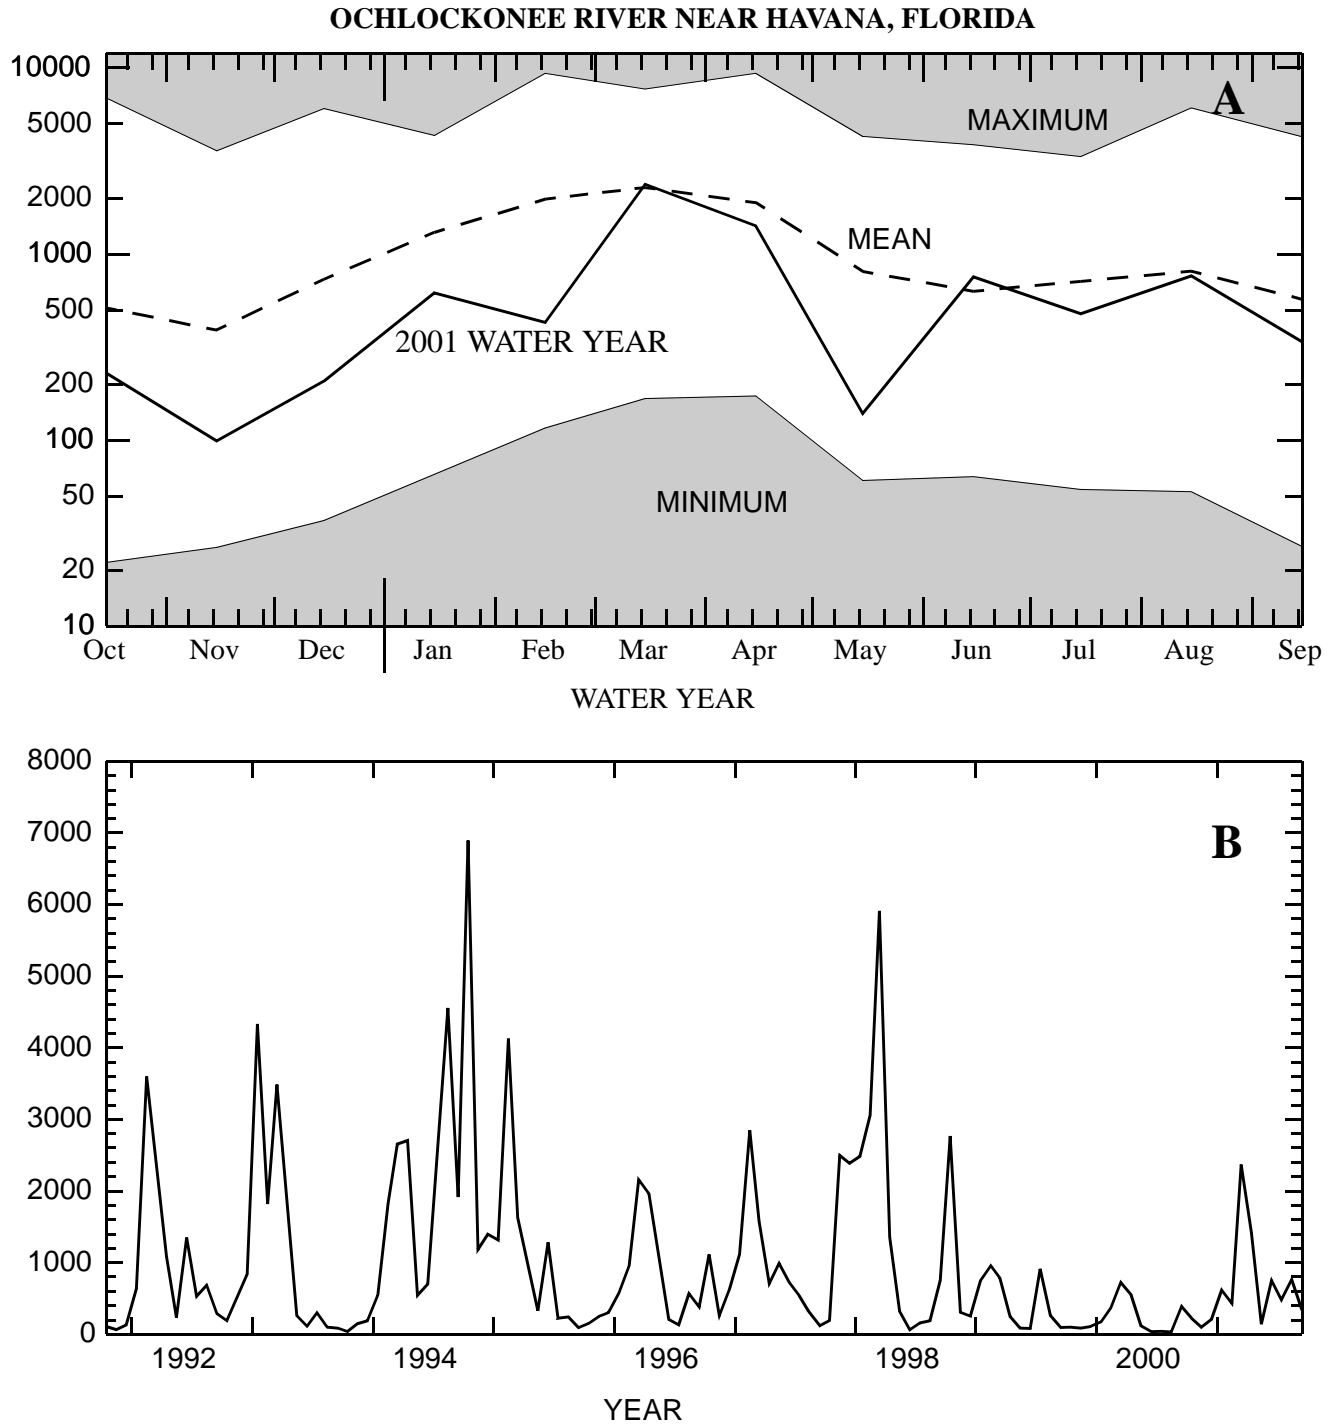 OCHLOCKONEE RIVER NEAR HAVANA, FLORIDA
10000
A
MAXIMUM
5000
2000
MEAN
1000
500
2001 WATER YEAR
200
100
50
MINIMUM
20
10
Oct Nov Dec Jan Feb Mar Apr May Jun Jul Aug Sep
WATER YEAR
8000
7000
B
6000
5000
4000
3000
2000
1000
0
1992 1994 1996 1998 2000
YEAR